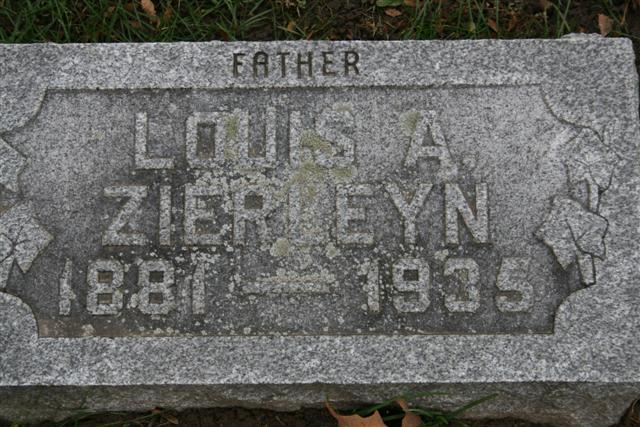 FATHER
LOUIS A.
ZIERLEYN
1881 — 1935